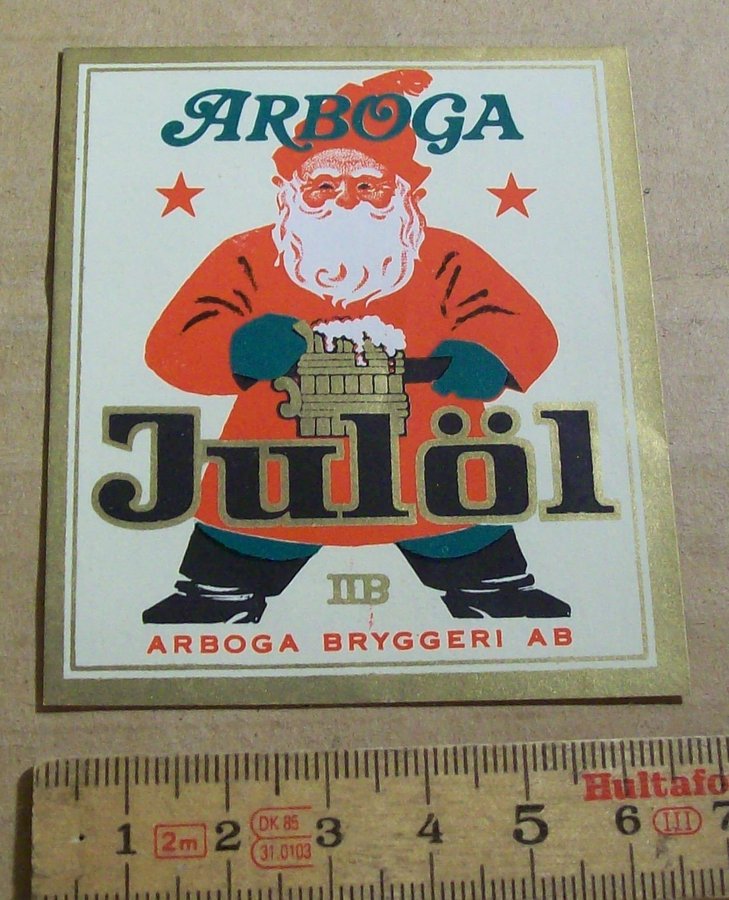 ARBOGA
Julöl
IIB
ARBOGA BRYGGERI AB
Hultafo
1 2m 2 DK 85 3 4 5 6 III 7
31.0103